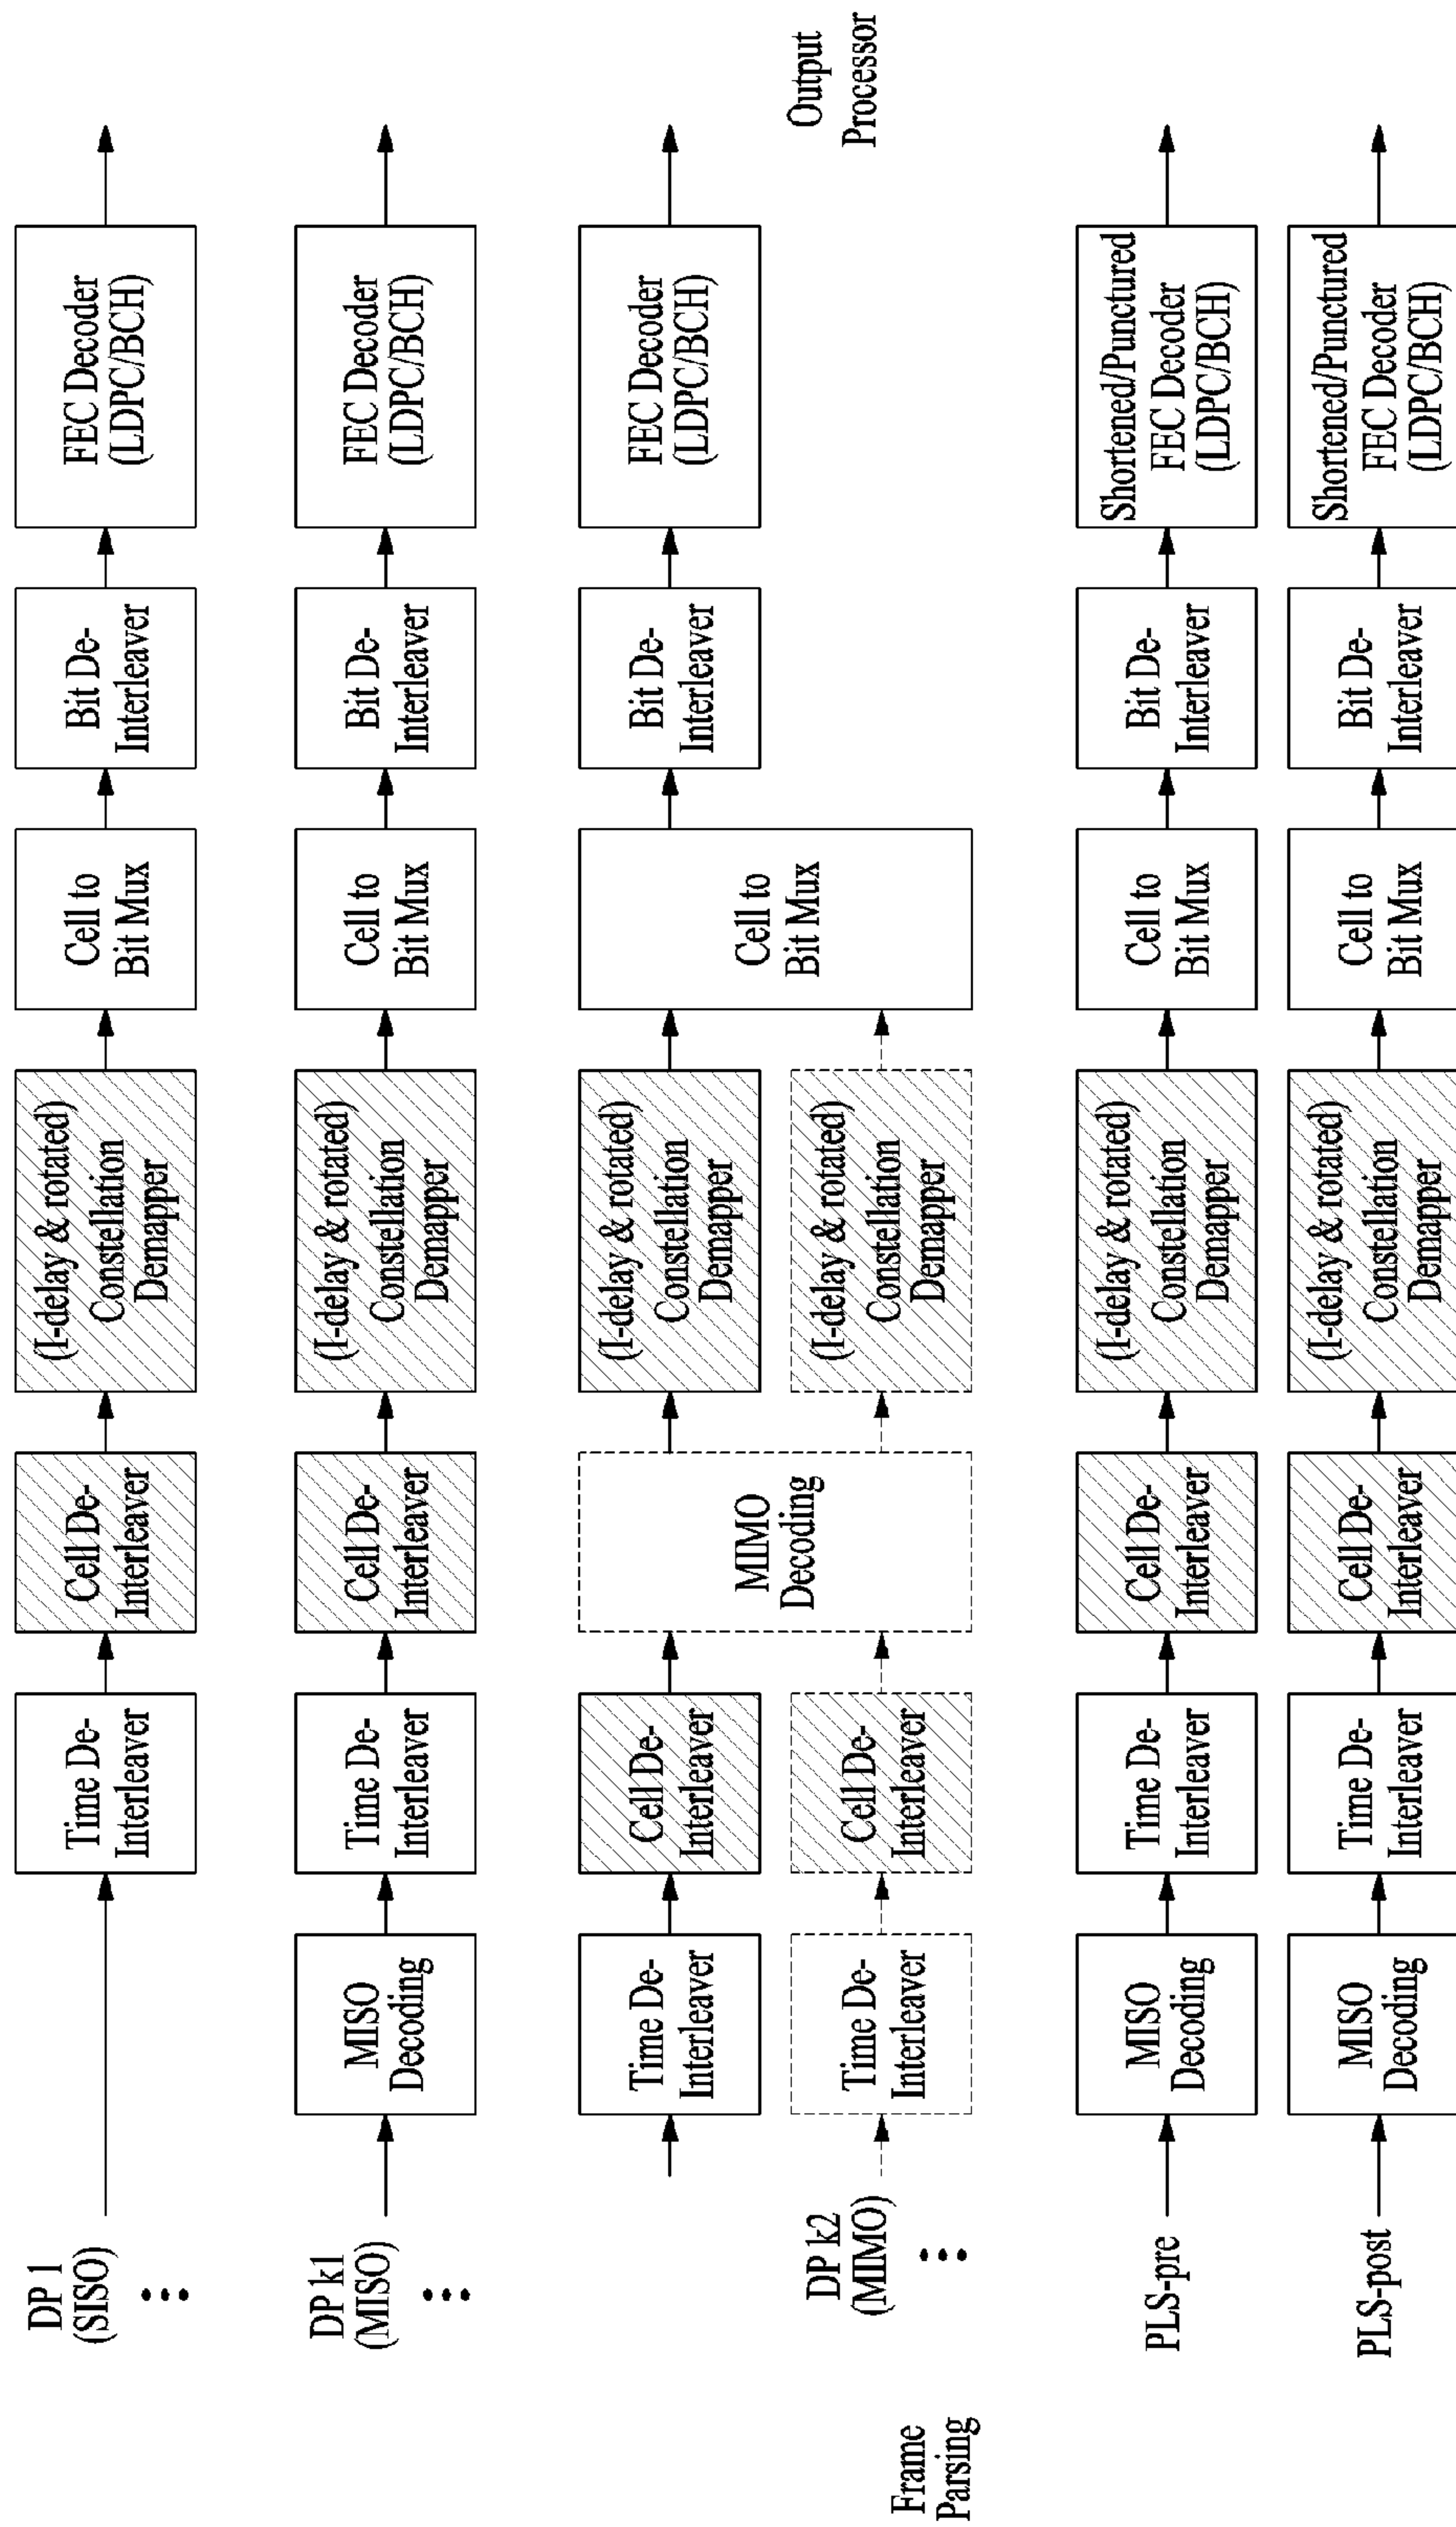 DP 1
(SISO)
Time De-
Interleaver
Cell De-
Interleaver
(I-delay & rotated)
Constellation
Demapper
Cell to
Bit Mux
Bit De-
Interleaver
FEC Decoder
(LDPC/BCH)
DP k1
(MISO)
MISO
Decoding
Time De-
Interleaver
Cell De-
Interleaver
(I-delay & rotated)
Constellation
Demapper
Cell to
Bit Mux
Bit De-
Interleaver
FEC Decoder
(LDPC/BCH)
Time De-
Interleaver
Cell De-
Interleaver
MIMO
Decoding
(I-delay & rotated)
Constellation
Demapper
Cell to
Bit Mux
Bit De-
Interleaver
FEC Decoder
(LDPC/BCH)
DP k2
(MIMO)
Time De-
Interleaver
Cell De-
Interleaver
(I-delay & rotated)
Constellation
Demapper
Output
Processor
Frame
Parsing
PLS-pre
MISO
Decoding
Time De-
Interleaver
Cell De-
Interleaver
(I-delay & rotated)
Constellation
Demapper
Cell to
Bit Mux
Bit De-
Interleaver
Shortened/Punctured
FEC Decoder
(LDPC/BCH)
PLS-post
MISO
Decoding
Time De-
Interleaver
Cell De-
Interleaver
(I-delay & rotated)
Constellation
Demapper
Cell to
Bit Mux
Bit De-
Interleaver
Shortened/Punctured
FEC Decoder
(LDPC/BCH)